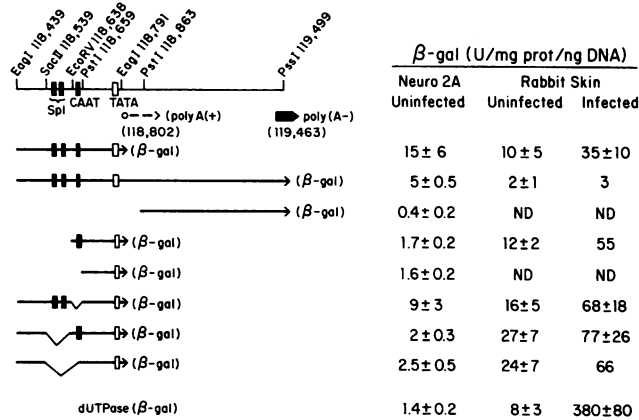 EagI 118,439
SacII 118,539
EcoRV 118,638
PstI 118,659
EagI 118,791
PstI 118,863
PssI 119,499
β-gal (U/mg prot/ng DNA)
Neuro 2A Rabbit Skin
Uninfected Uninfected Infected
SpI CAAT TATA
(polyA(+) poly(A-)
(118,802) (119,463)
(β-gal) 15±6 10±5 35±10
(β-gal) 5±0.5 2±1 3
(β-gal) 0.4±0.2 ND ND
(β-gal) 1.7±0.2 12±2 55
(β-gal) 1.6±0.2 ND ND
(β-gal) 9±3 16±5 68±18
(β-gal) 2±0.3 27±7 77±26
(β-gal) 2.5±0.5 24±7 66
dUTPase (β-gal) 1.4±0.2 8±3 380±80